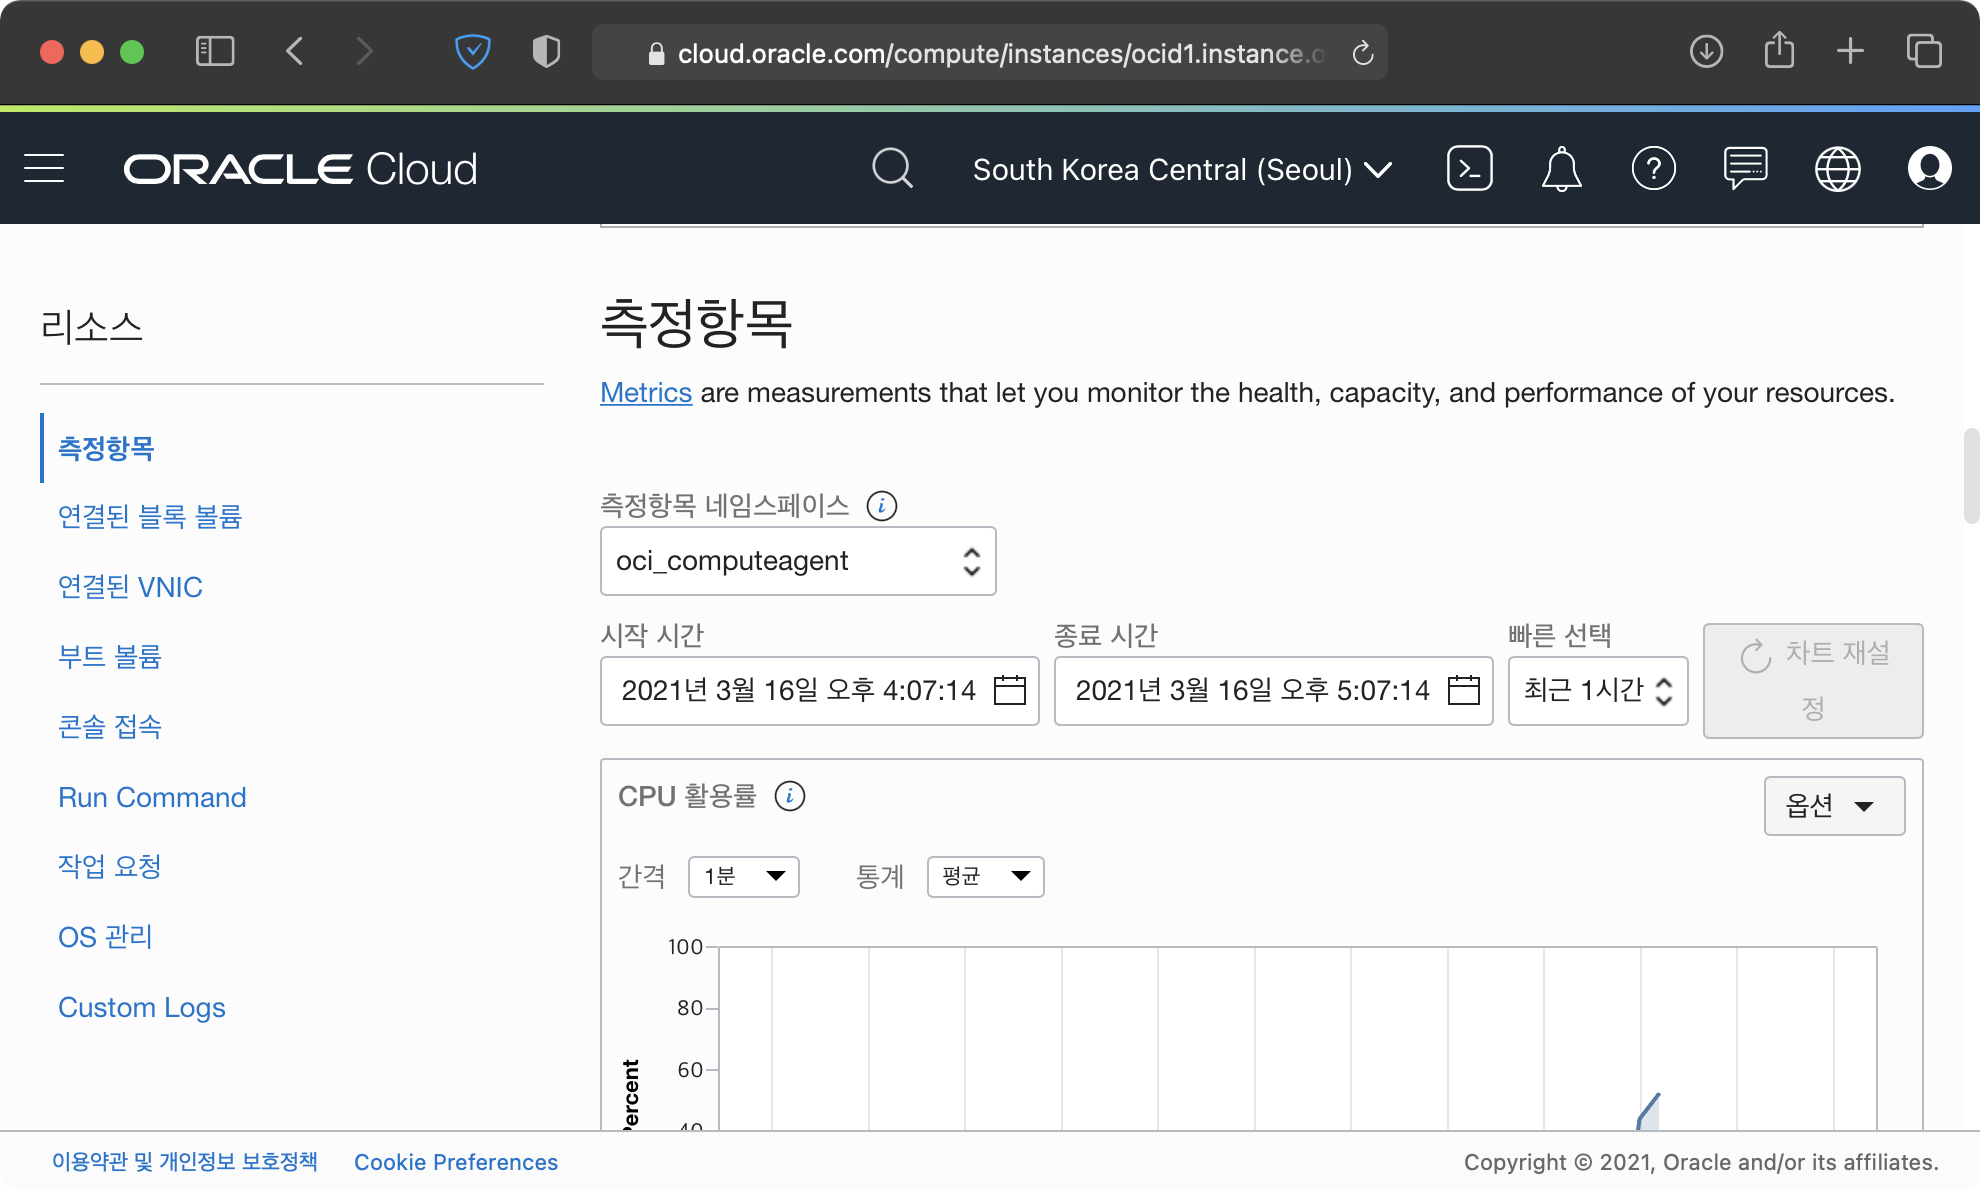 cloud.oracle.com/compute/instances/ocid1.instance.o
ORACLE Cloud
South Korea Central (Seoul)
리소스
측정항목
연결된 블록 볼륨
연결된 VNIC
부트 볼륨
콘솔 접속
Run Command
작업 요청
OS 관리
Custom Logs
측정항목
Metrics are measurements that let you monitor the health, capacity, and performance of your resources.
측정항목 네임스페이스 i
oci_computeagent
시작 시간
2021년 3월 16일 오후 4:07:14
종료 시간
2021년 3월 16일 오후 5:07:14
빠른 선택
최근 1시간
차트 재설
정
CPU 활용률 i
옵션
간격 1분 통계 평균
100
80
60
40
Percent
이용약관 및 개인정보 보호정책 Cookie Preferences
Copyright © 2021, Oracle and/or its affiliates.